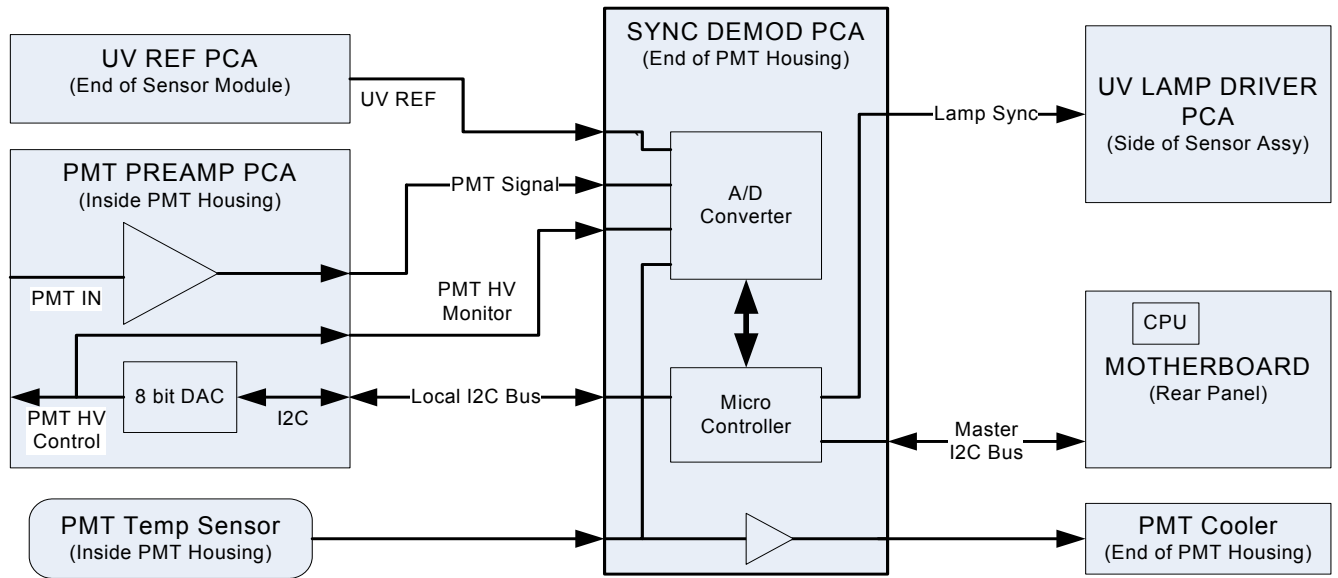 UV REF PCA
(End of Sensor Module)
UV REF
PMT PREAMP PCA
(Inside PMT Housing)
PMT IN
8 bit DAC
I2C
PMT HV
Control
PMT Signal
PMT HV
Monitor
Local I2C Bus
PMT Temp Sensor
(Inside PMT Housing)
SYNC DEMOD PCA
(End of PMT Housing)
A/D
Converter
Micro
Controller
Lamp Sync
UV LAMP DRIVER
PCA
(Side of Sensor Assy)
CPU
MOTHERBOARD
(Rear Panel)
Master
I2C Bus
PMT Cooler
(End of PMT Housing)